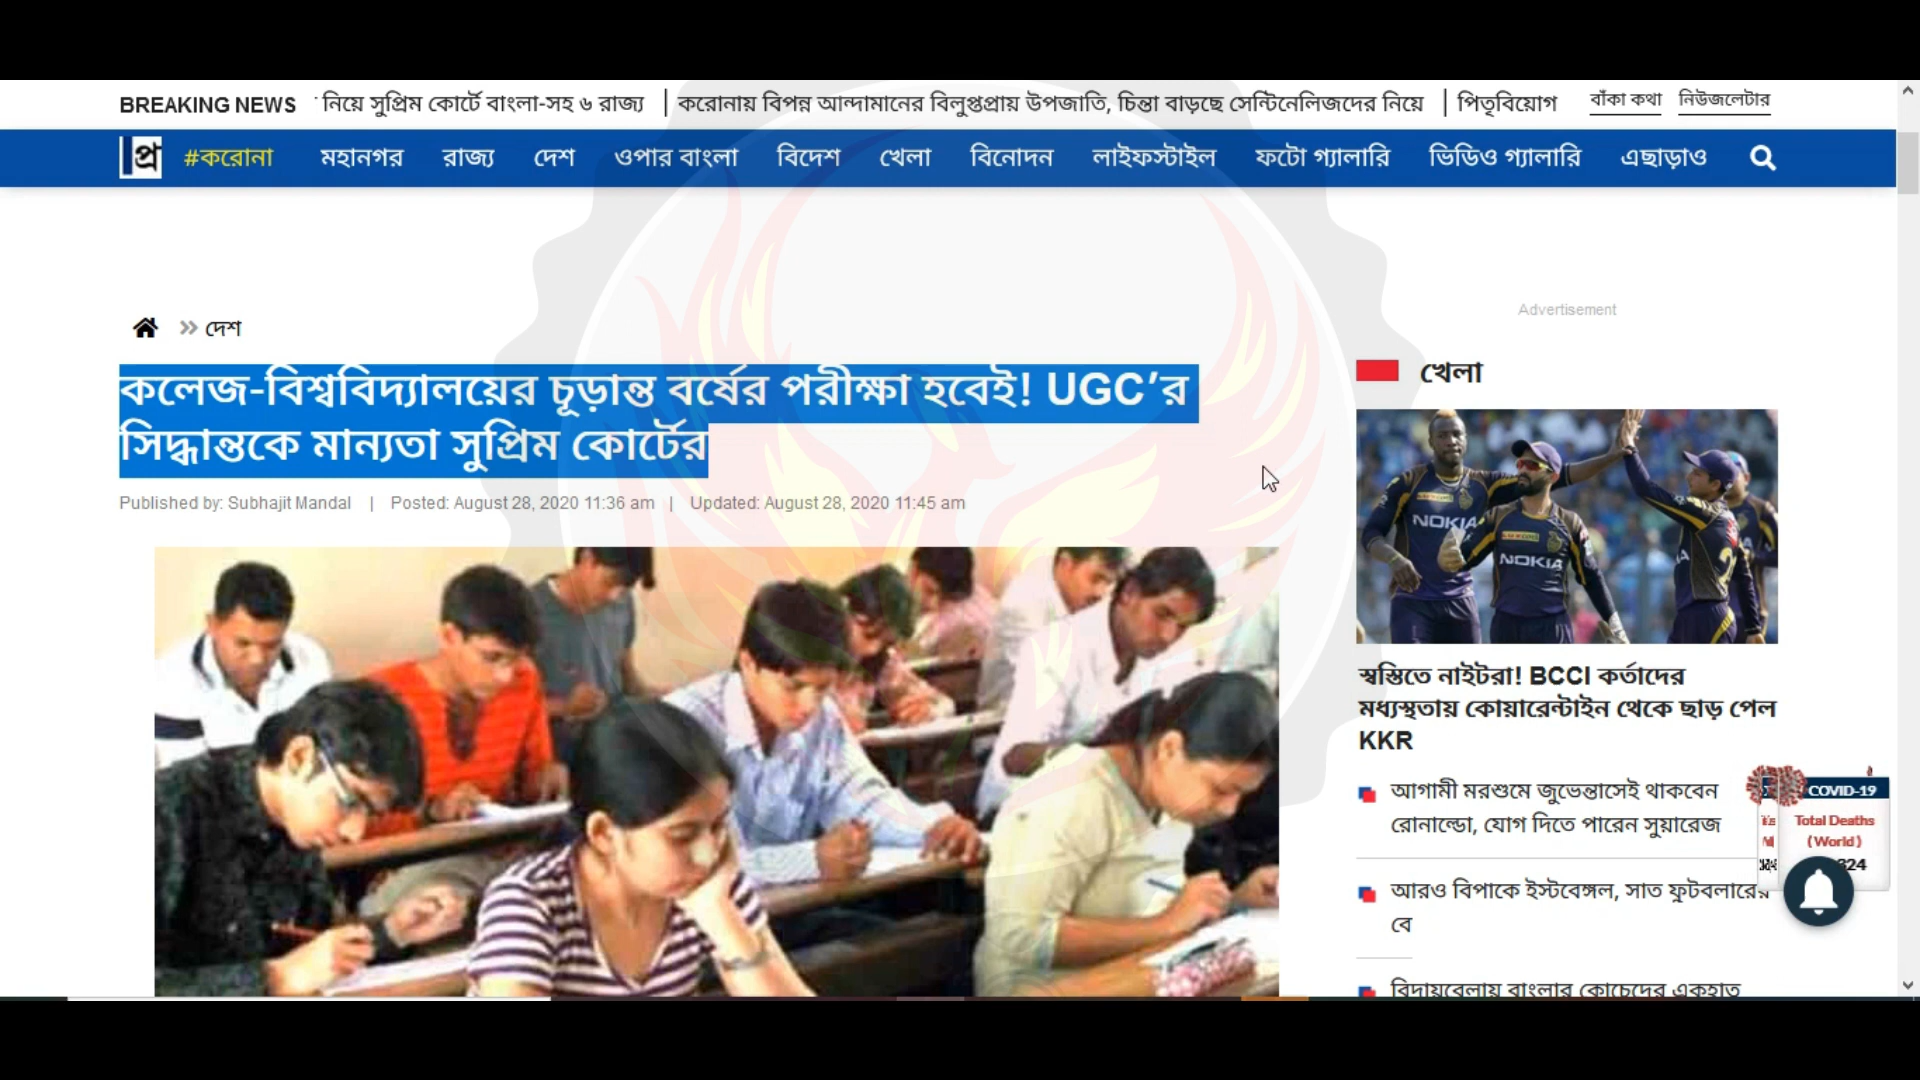 BREAKING NEWS নিয়ে সুপ্রিম কোর্টে বাংলা-সহ ৬ রাজ্য | করোনায় বিপন্ন আন্দামানের বিলুপ্তপ্রায় উপজাতি, চিন্তা বাড়ছে সেন্টিনেলিজদের নিয়ে | পিতৃবিয়োগ বাঁকা কথা নিউজলেটার
প্র #করোনা মহানগর রাজ্য দেশ ওপার বাংলা বিদেশ খেলা বিনোদন লাইফস্টাইল ফটো গ্যালারি ভিডিও গ্যালারি এছাড়াও
» দেশ
কলেজ-বিশ্ববিদ্যালয়ের চূড়ান্ত বর্ষের পরীক্ষা হবেই! UGC’র
সিদ্ধান্তকে মান্যতা সুপ্রিম কোর্টের
Published by: Subhajit Mandal | Posted: August 28, 2020 11:36 am | Updated: August 28, 2020 11:45 am
Advertisement
খেলা
NOKIA
NOKIA
স্বস্তিতে নাইটরা! BCCI কর্তাদের
মধ্যস্থতায় কোয়ারেন্টাইন থেকে ছাড় পেল
KKR
আগামী মরশুমে জুভেন্তাসেই থাকবেন
রোনাল্ডো, যোগ দিতে পারেন সুয়ারেজ
আরও বিপাকে ইস্টবেঙ্গল, সাত ফুটবলারের
বে
বিদায়বেলায় বাংলার কোচেদের একহাত
COVID-19
Total Deaths
(World)
324